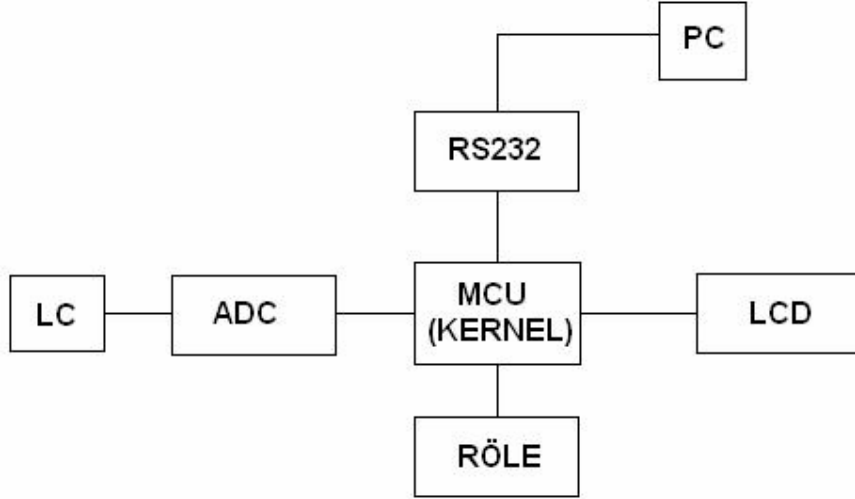 PC
RS232
LC
ADC
MCU
(KERNEL)
LCD
RÖLE